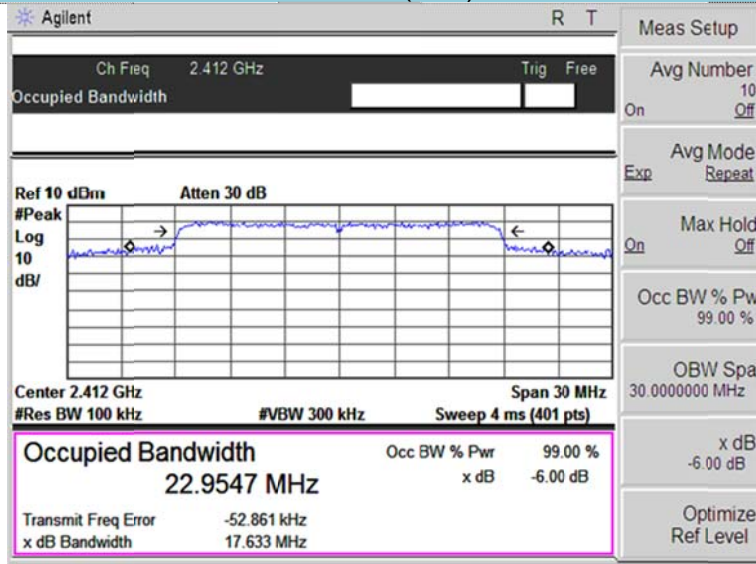 Agilent R T
Ch Freq 2.412 GHz Trig Free
Occupied Bandwidth
Ref 10 dBm Atten 30 dB
#Peak
Log
10
dB/
Center 2.412 GHz Span 30 MHz
#Res BW 100 kHz #VBW 300 kHz Sweep 4 ms (401 pts)
Occupied Bandwidth Occ BW % Pwr 99.00 %
22.9547 MHz x dB -6.00 dB
Transmit Freq Error -52.861 kHz
x dB Bandwidth 17.633 MHz
Meas Setup
Avg Number
10
On Off
Avg Mode
Exp Repeat
Max Hold
On Off
Occ BW % Pw
99.00 %
OBW Spa
30.0000000 MHz
x dB
-6.00 dB
Optimize
Ref Level